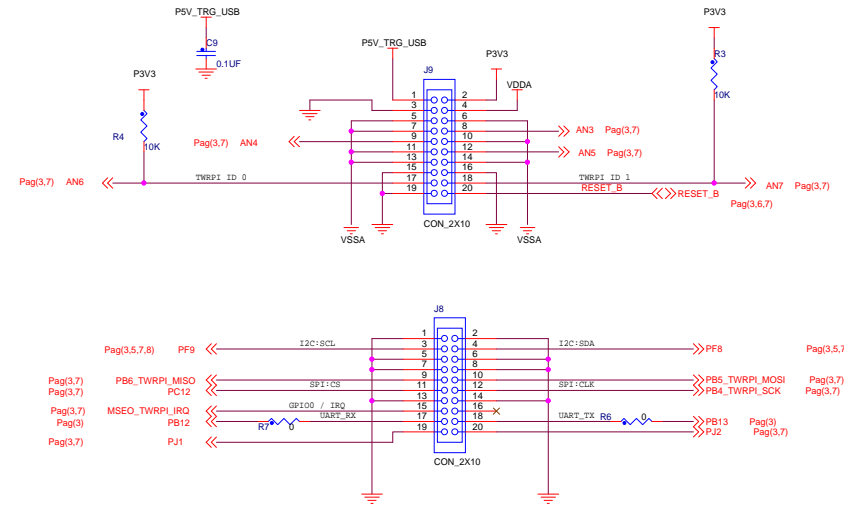 P5V_TRG_USB
C9
0.1UF
P5V_TRG_USB
P3V3
P3V3
R3
10K
P3V3
J9
VDDA
R4
10K
1 2
3 4
5 6
7 8 AN3 Pag(3,7)
Pag(3,7) AN4 9 10
11 12 AN5 Pag(3,7)
13 14
15 16
Pag(3,7) AN6 TWRPI ID 0 17 18 TWRPI ID 1 AN7 Pag(3,7)
19 20 RESET_B RESET_B
Pag(3,6,7)
CON_2X10
VSSA VSSA
J8
1 2
Pag(3,5,7,8) PF9 I2C:SCL 3 4 I2C:SDA PF8 Pag(3,5,7
5 6
7 8
Pag(3,7) PB6_TWRPI_MISO 9 10 PB5_TWRPI_MOSI Pag(3,7)
Pag(3,7) PC12 SPI:CS 11 12 SPI:CLK PB4_TWRPI_SCK Pag(3,7)
13 14
Pag(3,7) MSEO_TWRPI_IRQ GPIO0 / IRQ 15 16
Pag(3) PB12 R7 0 UART_RX 17 18 UART_TX R6 0 PB13 Pag(3)
Pag(3,7) PJ1 19 20 PJ2 Pag(3,7)
CON_2X10